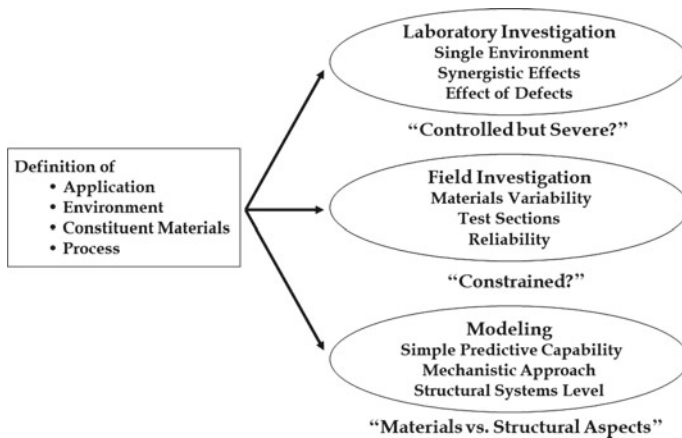 Laboratory Investigation
Single Environment
Synergistic Effects
Effect of Defects
“Controlled but Severe?”
Definition of
• Application
• Environment
• Constituent Materials
• Process
Field Investigation
Materials Variability
Test Sections
Reliability
“Constrained?”
Modeling
Simple Predictive Capability
Mechanistic Approach
Structural Systems Level
“Materials vs. Structural Aspects”